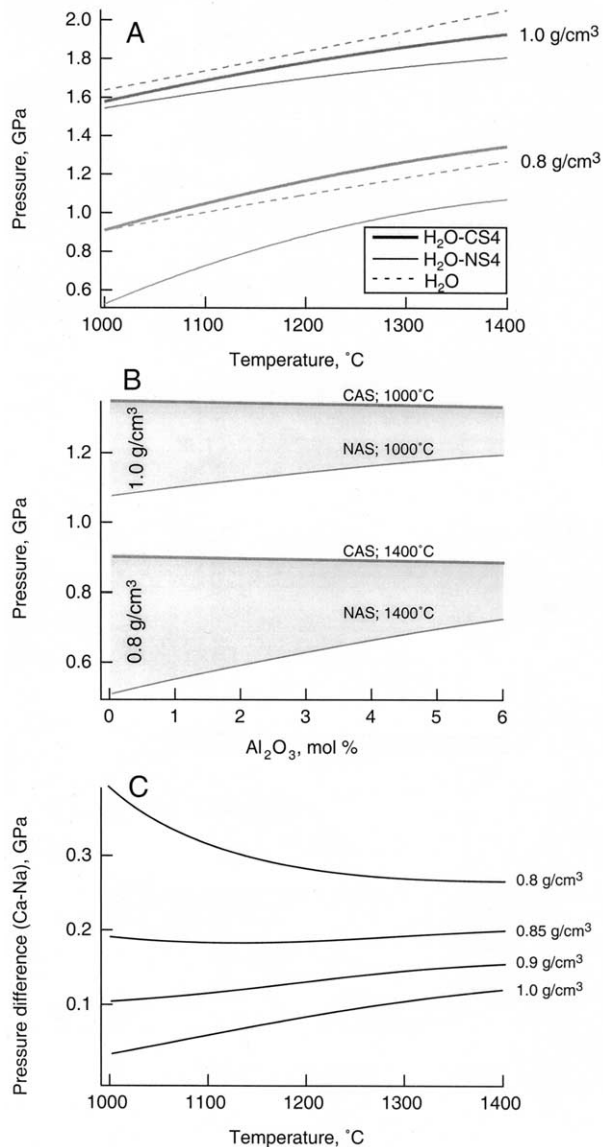 A
2.0
1.8
1.6
1.4
1.2
1.0
0.8
0.6
Pressure, GPa
1.0 g/cm³
0.8 g/cm³
H₂O-CS4
H₂O-NS4
H₂O
1000 1100 1200 1300 1400
Temperature, ˚C
B
CAS; 1000˚C
NAS; 1000˚C
CAS; 1400˚C
NAS; 1400˚C
1.0 g/cm³
0.8 g/cm³
1.2
1.0
0.8
0.6
Pressure, GPa
0 1 2 3 4 5 6
Al₂O₃, mol %
C
0.3
0.2
0.1
Pressure difference (Ca-Na), GPa
0.8 g/cm³
0.85 g/cm³
0.9 g/cm³
1.0 g/cm³
1000 1100 1200 1300 1400
Temperature, ˚C